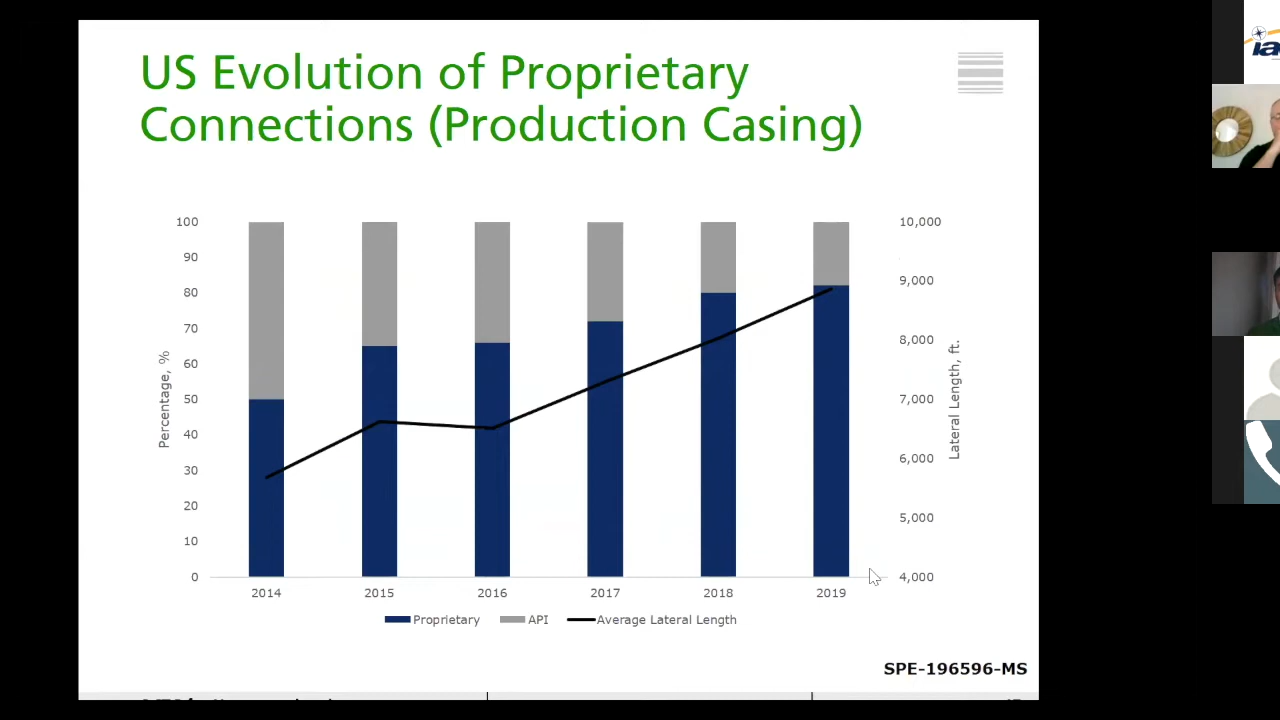 US Evolution of Proprietary
Connections (Production Casing)
100
90
80
70
60
50
40
30
20
10
0
Percentage, %
10,000
9,000
8,000
7,000
6,000
5,000
4,000
Lateral Length, ft.
2014 2015 2016 2017 2018 2019
Proprietary API Average Lateral Length
SPE-196596-MS